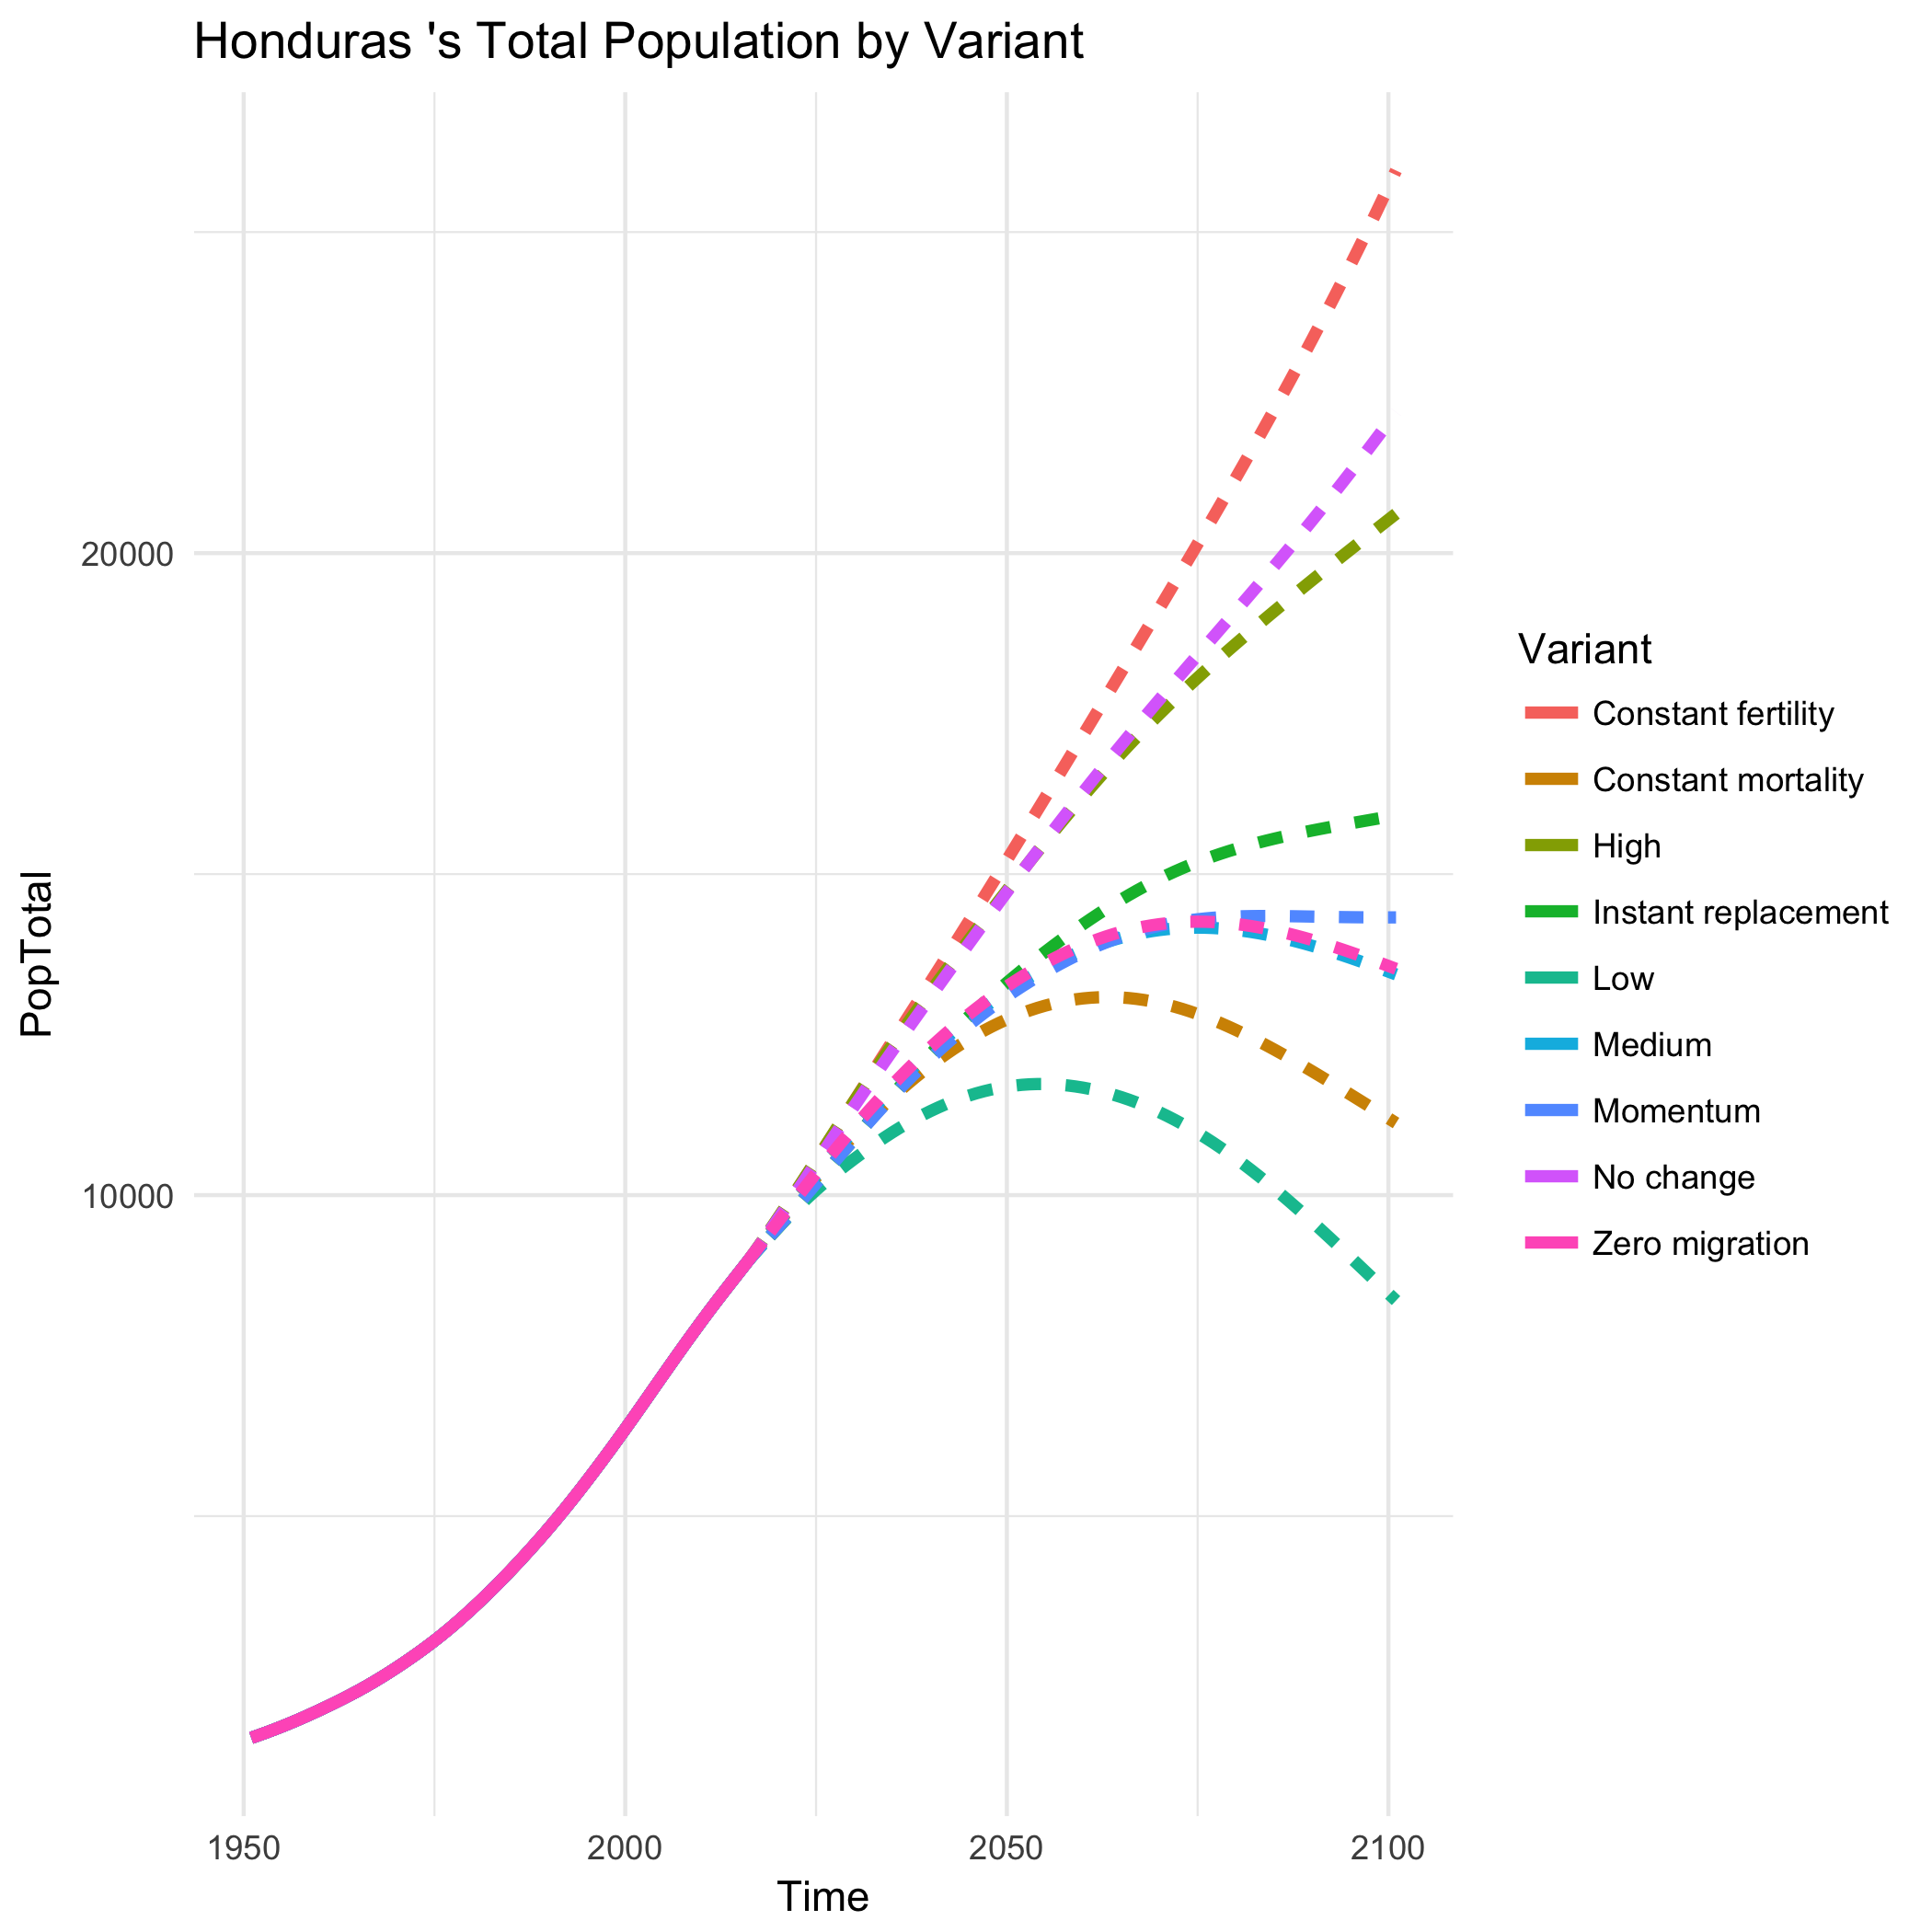 Honduras 's Total Population by Variant
PopTotal
20000
10000
1950
2000
2050
2100
Time
Variant
Constant fertility
Constant mortality
High
Instant replacement
Low
Medium
Momentum
No change
Zero migration